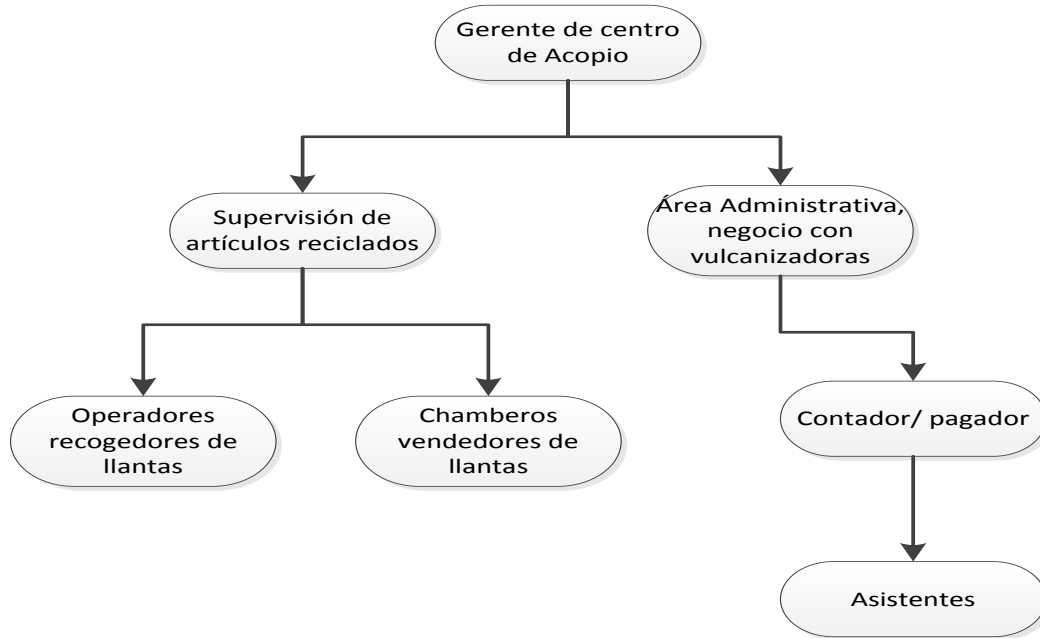 Gerente de centro
de Acopio
Supervisión de
artículos reciclados
Área Administrativa,
negocio con
vulcanizadoras
Operadores
recogedores de
llantas
Chamberos
vendedores de
llantas
Contador/ pagador
Asistentes